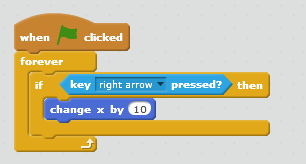 when clicked
forever
if key right arrow pressed? then
change x by 10